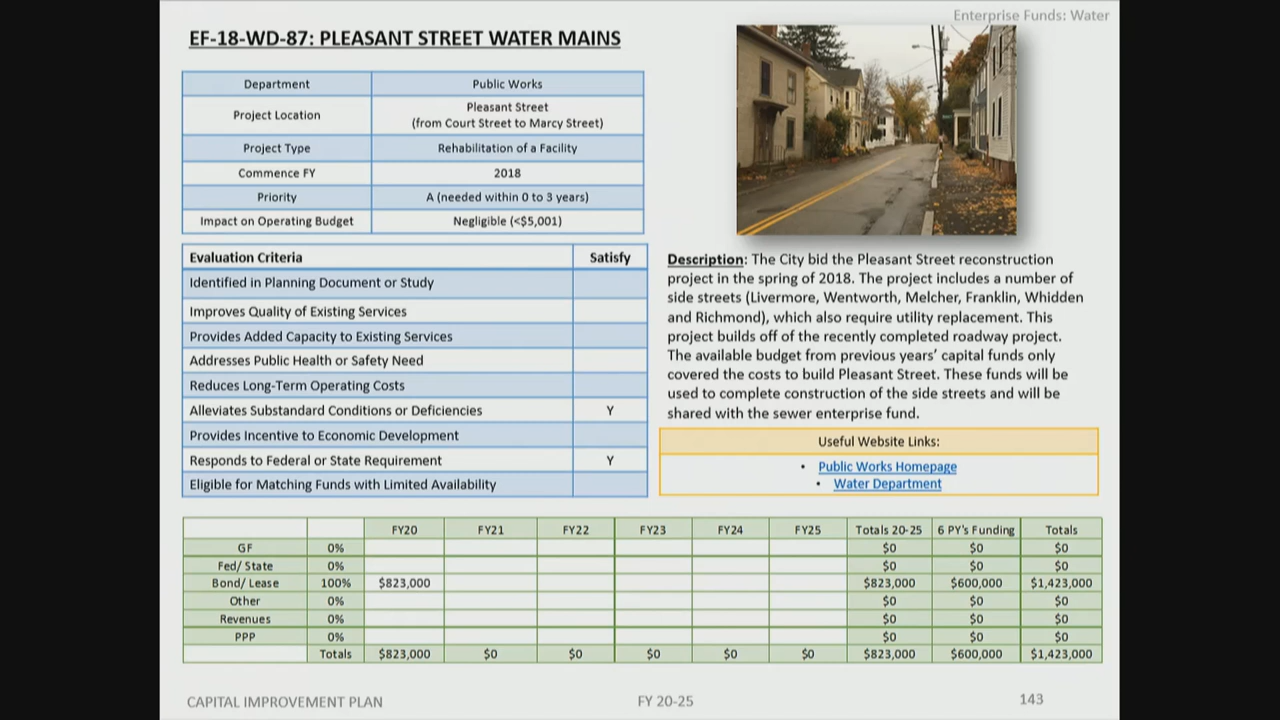 Enterprise Funds: Water
EF-18-WD-87: PLEASANT STREET WATER MAINS
Department Public Works
Project Location Pleasant Street
(from Court Street to Marcy Street)
Project Type Rehabilitation of a Facility
Commence FY 2018
Priority A (needed within 0 to 3 years)
Impact on Operating Budget Negligible (<$5,001)
Evaluation Criteria Satisfy
Identified in Planning Document or Study
Improves Quality of Existing Services
Provides Added Capacity to Existing Services
Addresses Public Health or Safety Need
Reduces Long-Term Operating Costs
Alleviates Substandard Conditions or Deficiencies Y
Provides Incentive to Economic Development
Responds to Federal or State Requirement Y
Eligible for Matching Funds with Limited Availability
Description: The City bid the Pleasant Street reconstruction
project in the spring of 2018. The project includes a number of
side streets (Livermore, Wentworth, Melcher, Franklin, Whidden
and Richmond), which also require utility replacement. This
project builds off of the recently completed roadway project.
The available budget from previous years' capital funds only
covered the costs to build Pleasant Street. These funds will be
used to complete construction of the side streets and will be
shared with the sewer enterprise fund.
Useful Website Links:
• Public Works Homepage
• Water Department
FY20 FY21 FY22 FY23 FY24 FY25 Totals 20-25 6 PY's Funding Totals
GF 0% $0 $0 $0
Fed/ State 0% $0 $0 $0
Bond/ Lease 100% $823,000 $823,000 $600,000 $1,423,000
Other 0% $0 $0 $0
Revenues 0% $0 $0 $0
PPP 0% $0 $0 $0
Totals $823,000 $0 $0 $0 $0 $0 $823,000 $600,000 $1,423,000
CAPITAL IMPROVEMENT PLAN FY 20-25 143